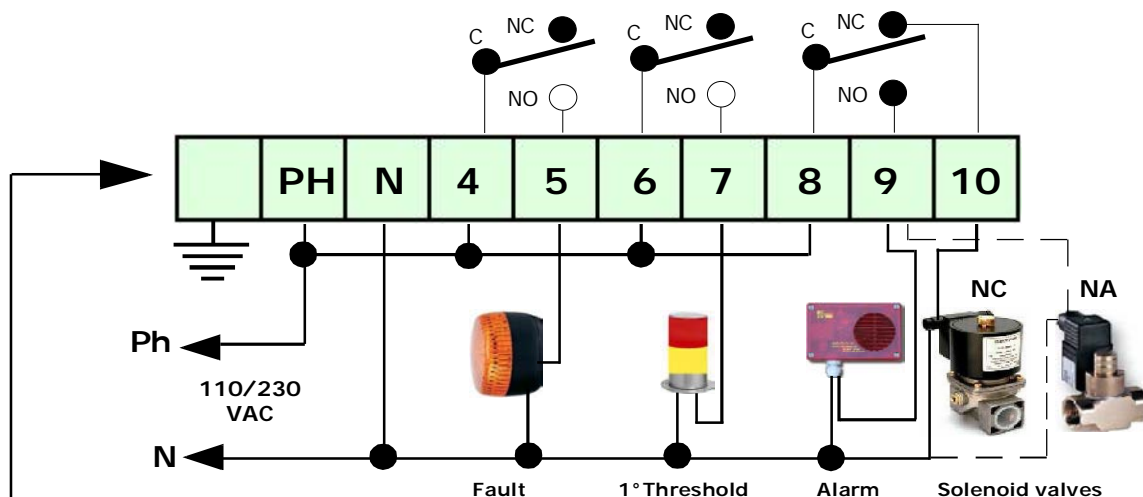 C NC C NC C NC
NO NO NO
PH N 4 5 6 7 8 9 10
NC NA
Ph
110/230
VAC
N
Fault 1°Threshold Alarm Solenoid valves